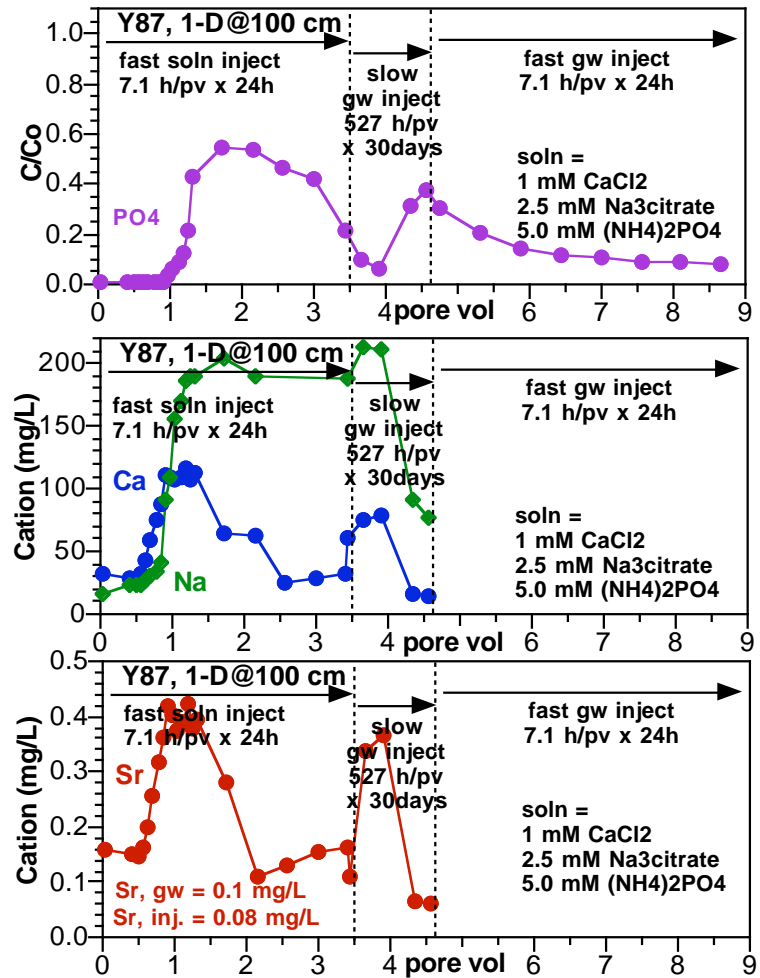 Y87, 1-D@100 cm
fast soln inject
7.1 h/pv x 24h
slow
gw inject
527 h/pv
x 30days
fast gw inject
7.1 h/pv x 24h
soln =
1 mM CaCl2
2.5 mM Na3citrate
5.0 mM (NH4)2PO4
PO4
C/Co
1.0
0.8
0.6
0.4
0.2
0.0
0 1 2 3 4 pore vol 5 6 7 8 9
Y87, 1-D@100 cm
fast soln inject
7.1 h/pv x 24h
slow
gw inject
527 h/pv
x 30days
fast gw inject
7.1 h/pv x 24h
soln =
1 mM CaCl2
2.5 mM Na3citrate
5.0 mM (NH4)2PO4
Ca
Na
Cation (mg/L)
200
150
100
50
0
0 1 2 3 4 pore vol 5 6 7 8 9
Y87, 1-D@100 cm
fast soln inject
7.1 h/pv x 24h
slow
gw inject
527 h/pv
x 30days
fast gw inject
7.1 h/pv x 24h
soln =
1 mM CaCl2
2.5 mM Na3citrate
5.0 mM (NH4)2PO4
Sr
Sr, gw = 0.1 mg/L
Sr, inj. = 0.08 mg/L
Cation (mg/L)
0.5
0.4
0.3
0.2
0.1
0.0
0 1 2 3 4 pore vol 5 6 7 8 9